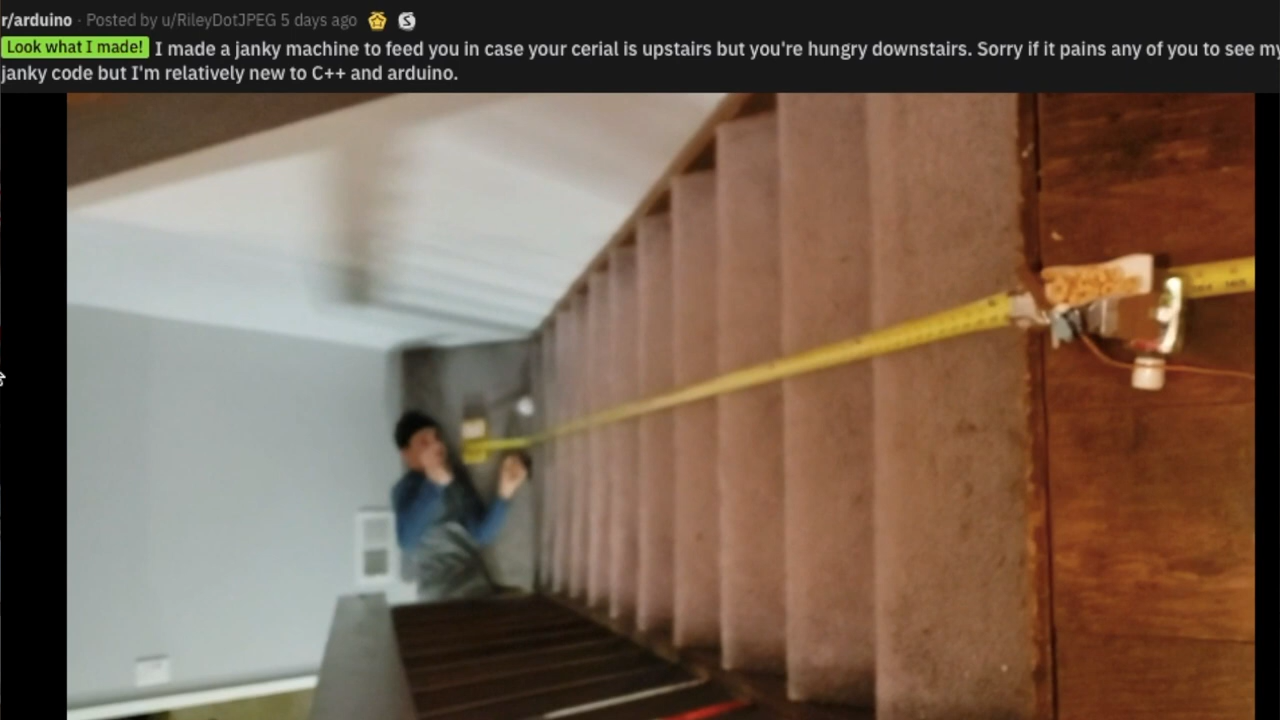 r/arduino · Posted by u/RileyDotJPEG 5 days ago
Look what I made! I made a janky machine to feed you in case your cerial is upstairs but you're hungry downstairs. Sorry if it pains any of you to see my
janky code but I'm relatively new to C++ and arduino.